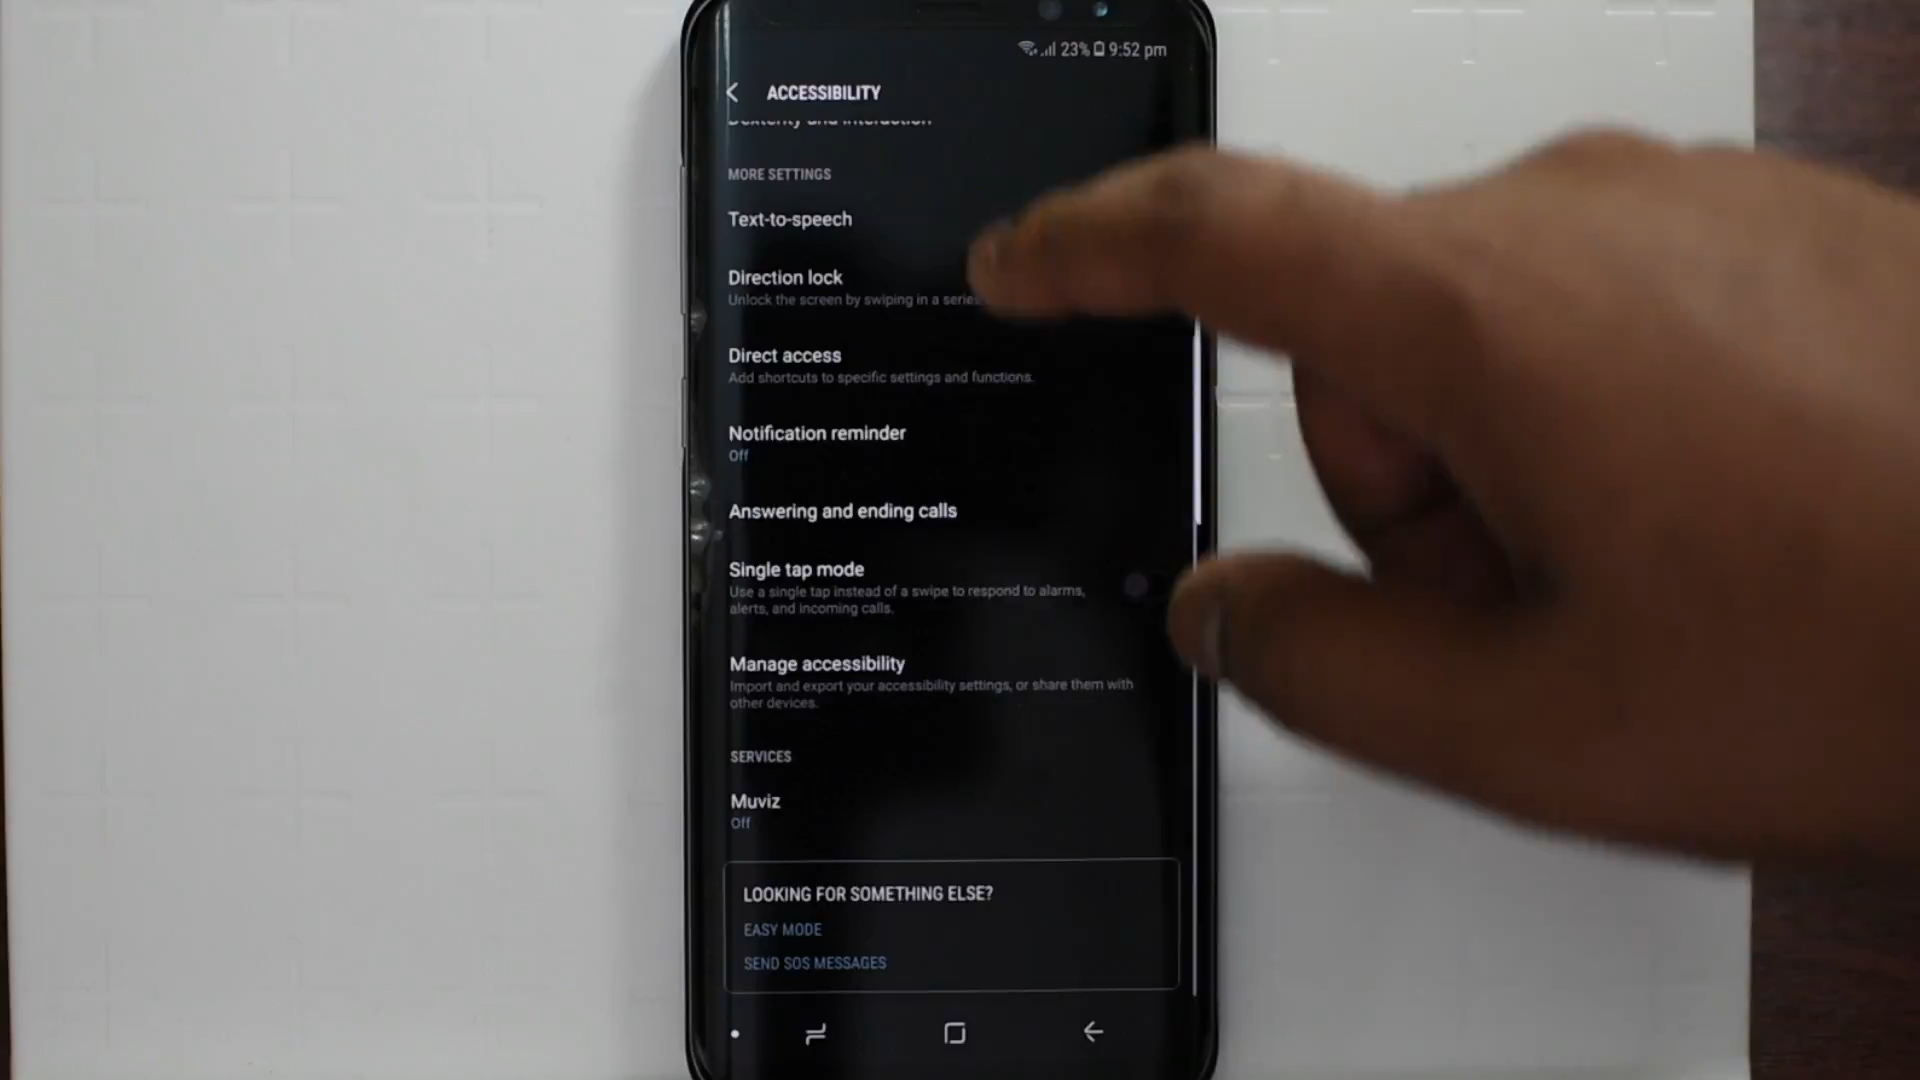 23% 9:52 pm
ACCESSIBILITY
Dexterity and interaction
MORE SETTINGS
Text-to-speech
Direction lock
Unlock the screen by swiping in a series
Direct access
Add shortcuts to specific settings and functions.
Notification reminder
Off
Answering and ending calls
Single tap mode
Use a single tap instead of a swipe to respond to alarms,
alerts, and incoming calls.
Manage accessibility
Import and export your accessibility settings, or share them with
other devices.
SERVICES
Muviz
Off
LOOKING FOR SOMETHING ELSE?
EASY MODE
SEND SOS MESSAGES